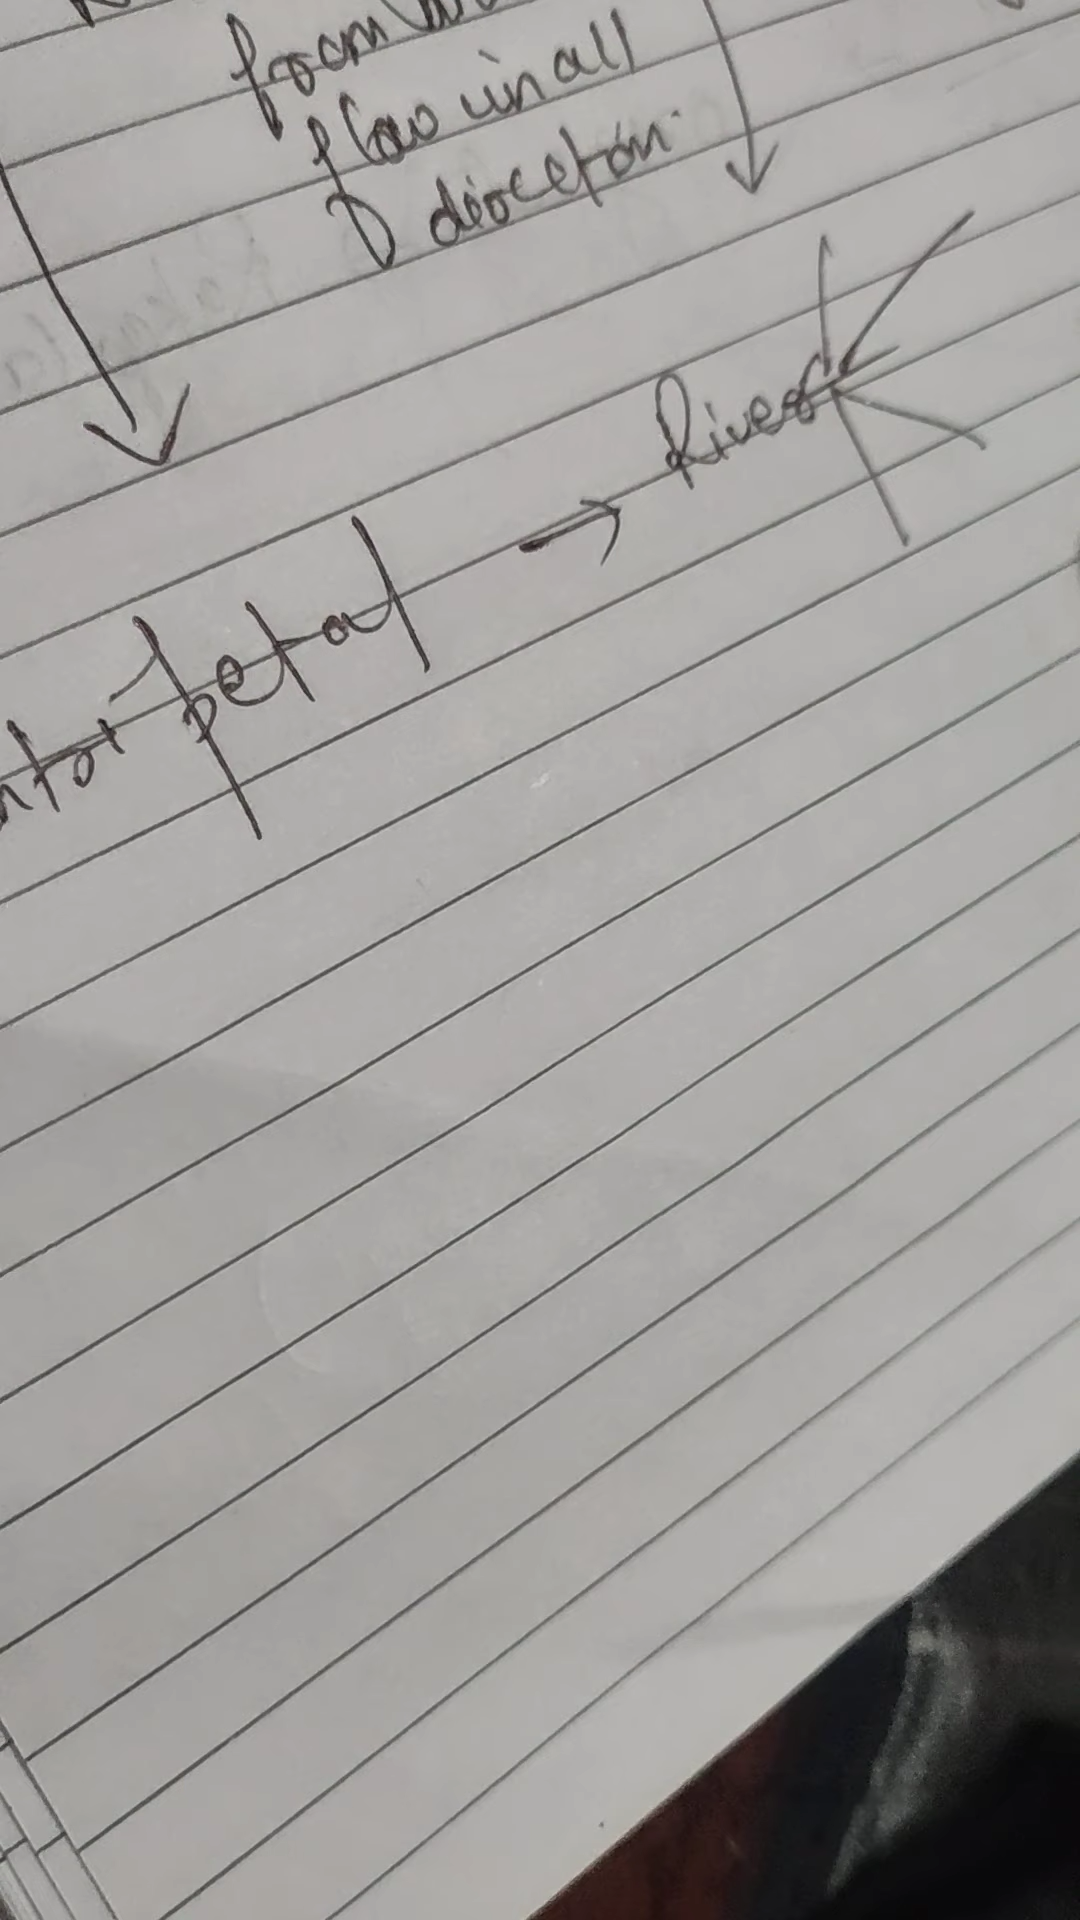 from
flow in all
direction
petal → River